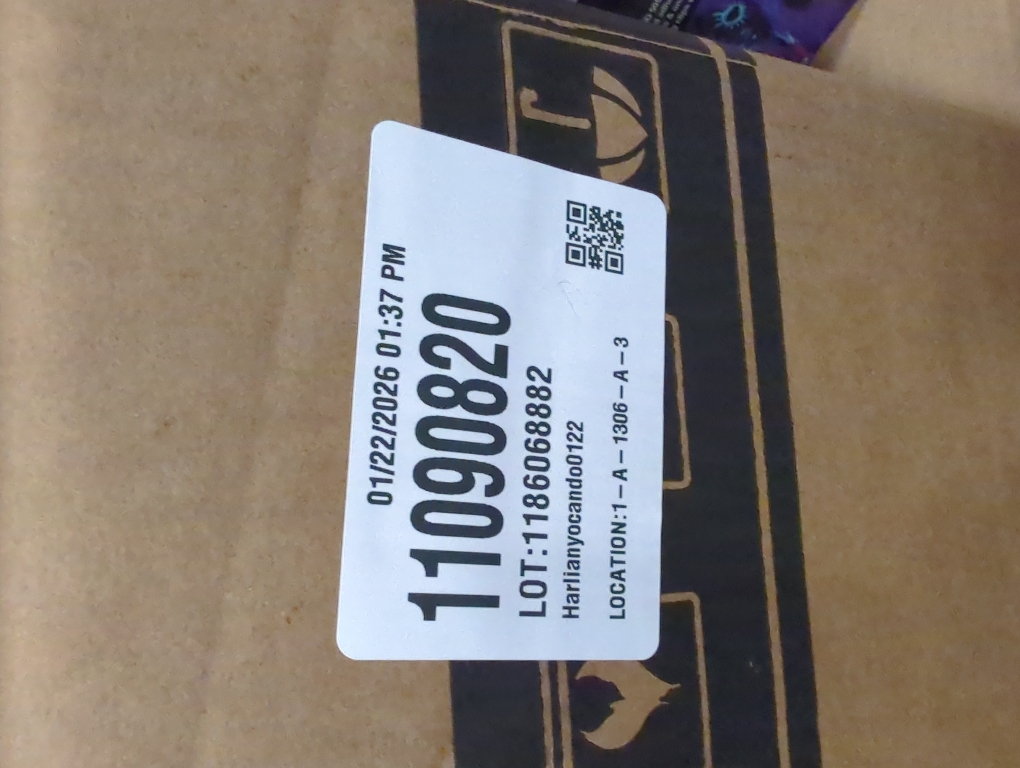 01/22/2026 01:37 PM
11090820
LOT:1186068882
Harlianyocando0122
LOCATION:1–A–1306–A–3